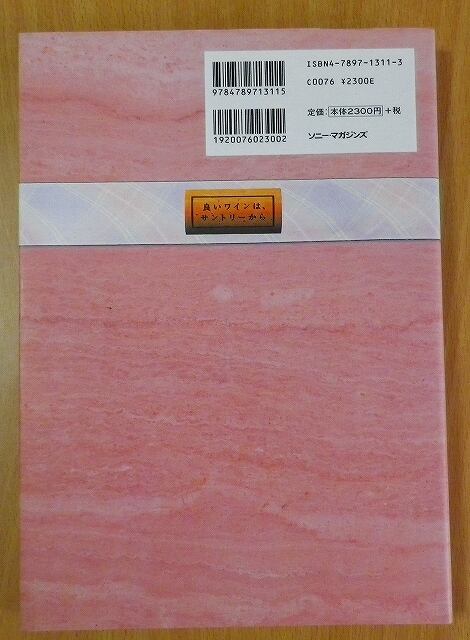 ISBN4-7897-1311-3
9784789713115
C0076 ¥2300E
定価：本体2300円＋税
1920076023002
ソニー・マガジンズ
良いワインは、
サントリーから